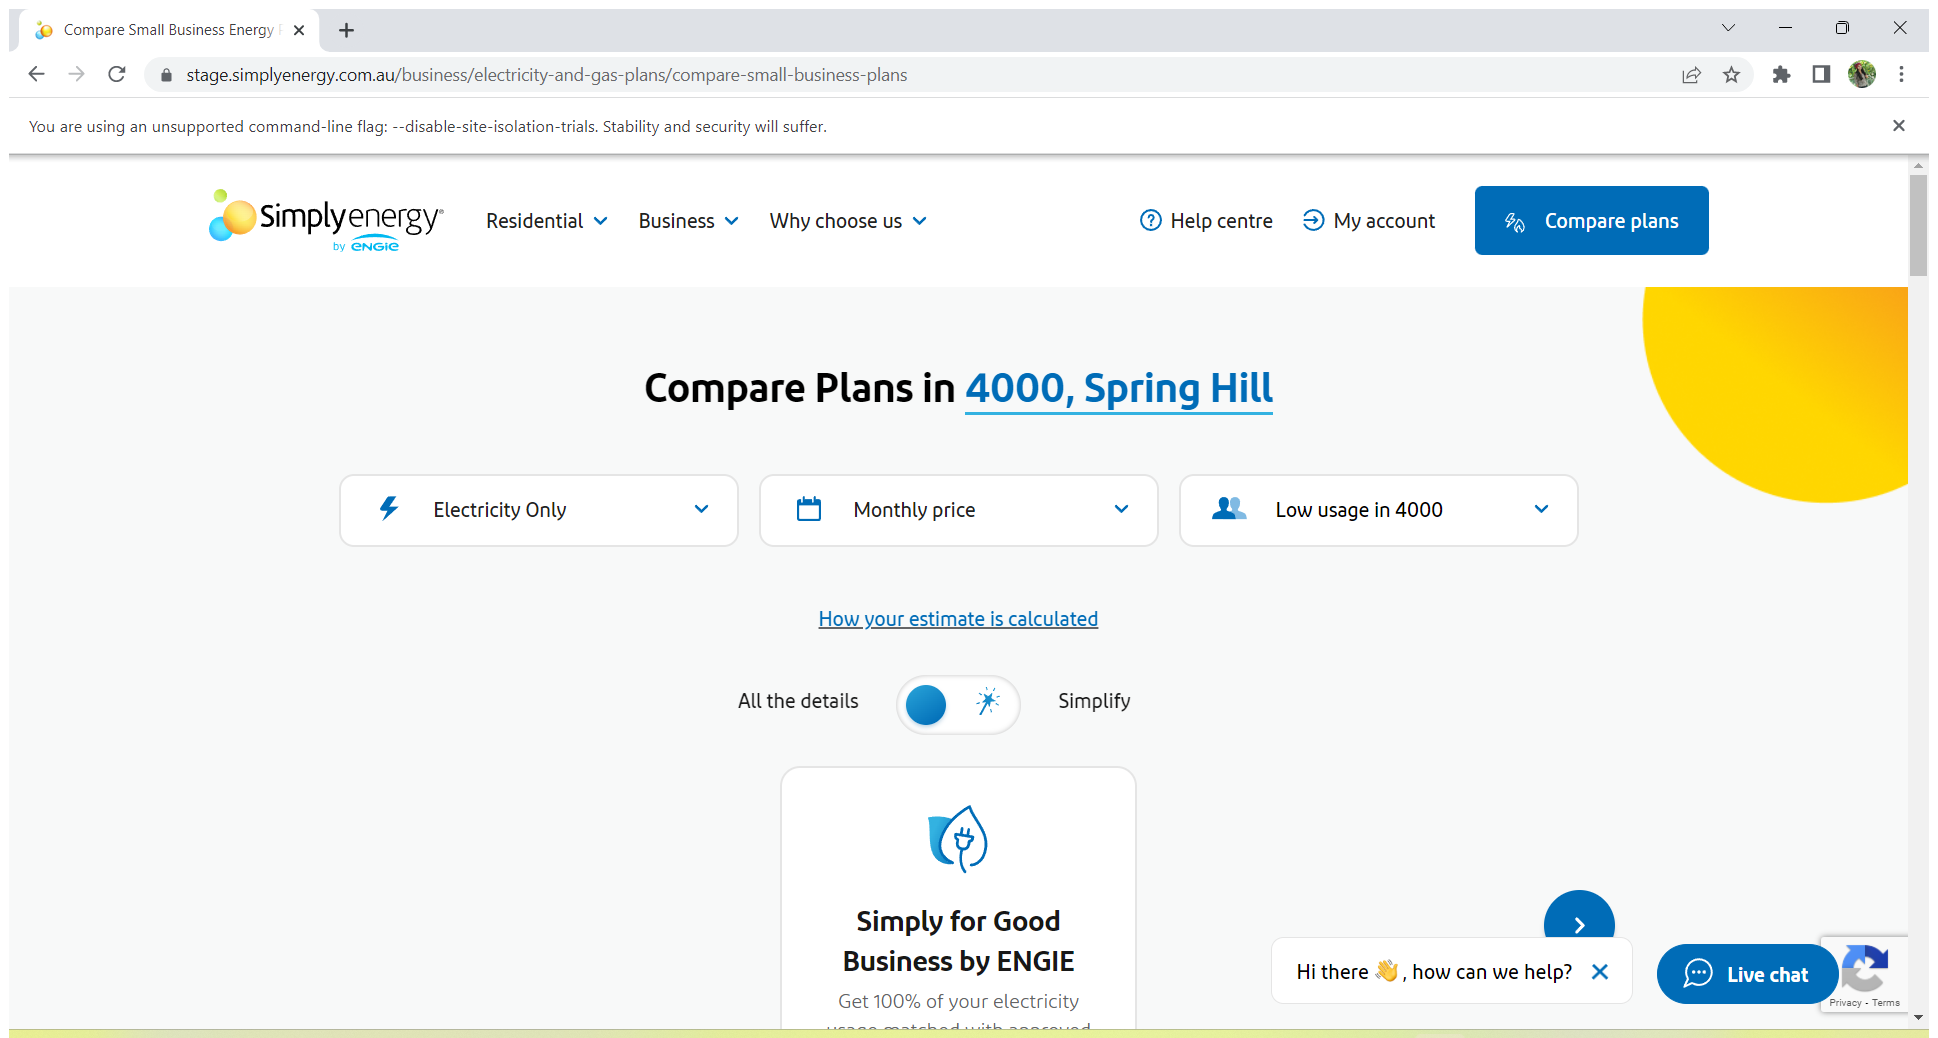 Compare Small Business Energy
stage.simplyenergy.com.au/business/electricity-and-gas-plans/compare-small-business-plans
You are using an unsupported command-line flag: --disable-site-isolation-trials. Stability and security will suffer.
Simplyenergy®
by ENGIE
Residential
Business
Why choose us
Help centre
My account
Compare plans
Compare Plans in 4000, Spring Hill
Electricity Only
Monthly price
Low usage in 4000
How your estimate is calculated
All the details
Simplify
Simply for Good
Business by ENGIE
Get 100% of your electricity
usage matched with approved
Hi there 👋, how can we help?
Live chat
Privacy - Terms